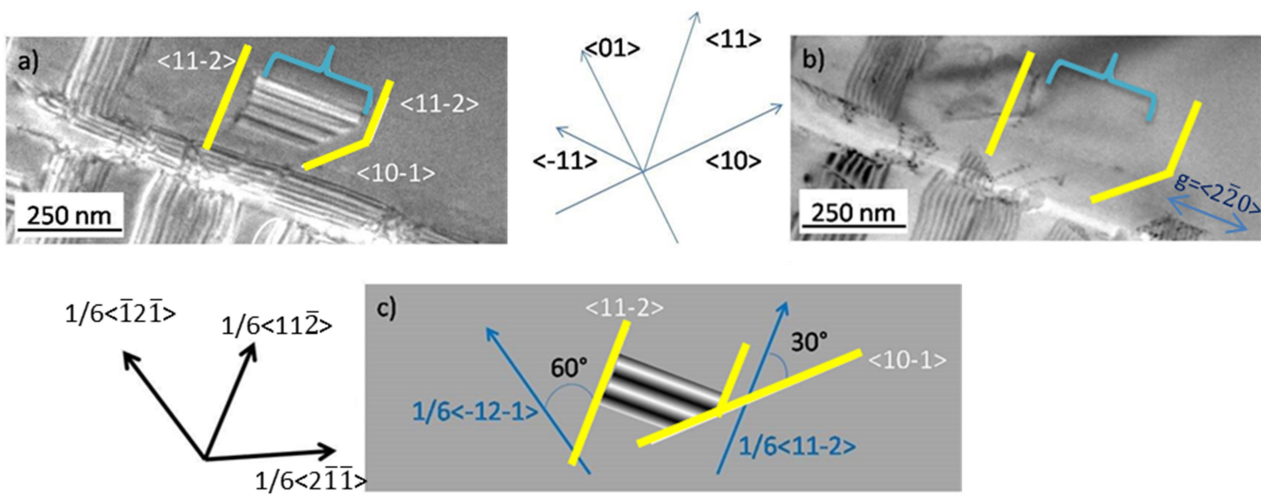 a)
<11-2>
<11-2>
<10-1>
250 nm
<01>
<11>
<-11>
<10>
b)
250 nm
g=<22̅0>
1/6<1̅21̅>
1/6<112̅>
1/6<21̅1̅>
c)
<11-2>
60°
30°
<10-1>
1/6<-12-1>
1/6<11-2>